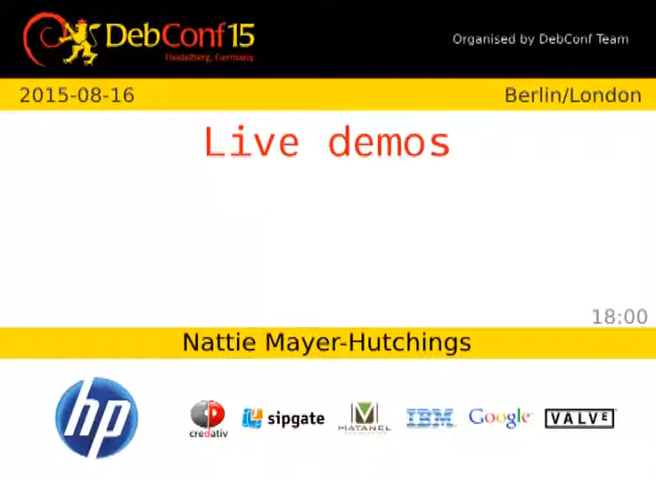 DebConf15
Heidelberg, Germany
Organised by DebConf Team
2015-08-16
Berlin/London
Live demos
18:00
Nattie Mayer-Hutchings
hp
credativ
sipgate
MATANEL
IBM
Google
VALVE